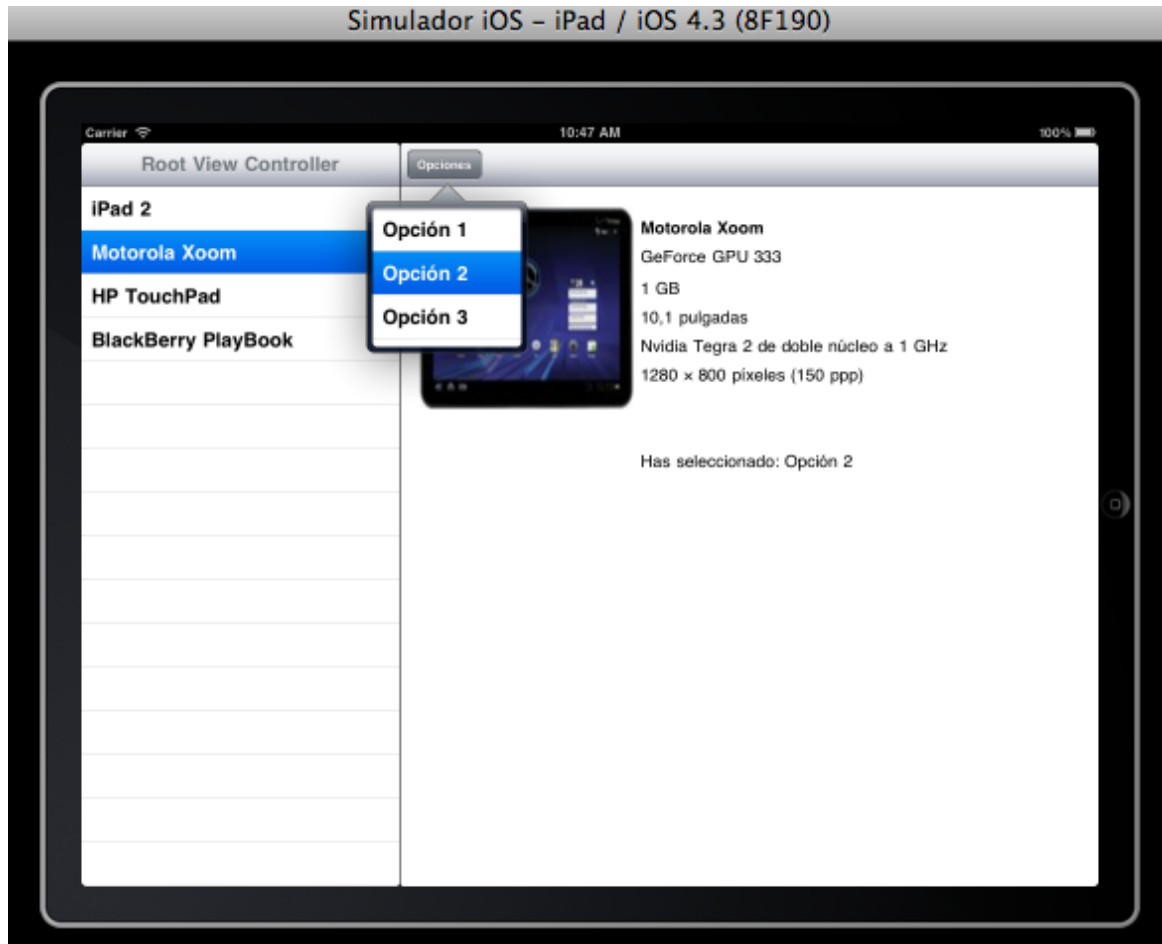 Simulador iOS – iPad / iOS 4.3 (8F190)
Carrier 10:47 AM 100%
Root View Controller
Opciones
iPad 2
Motorola Xoom
HP TouchPad
BlackBerry PlayBook
Opción 1
Opción 2
Opción 3
Motorola Xoom
GeForce GPU 333
1 GB
10,1 pulgadas
Nvidia Tegra 2 de doble núcleo a 1 GHz
1280 × 800 píxeles (150 ppp)
Has seleccionado: Opción 2